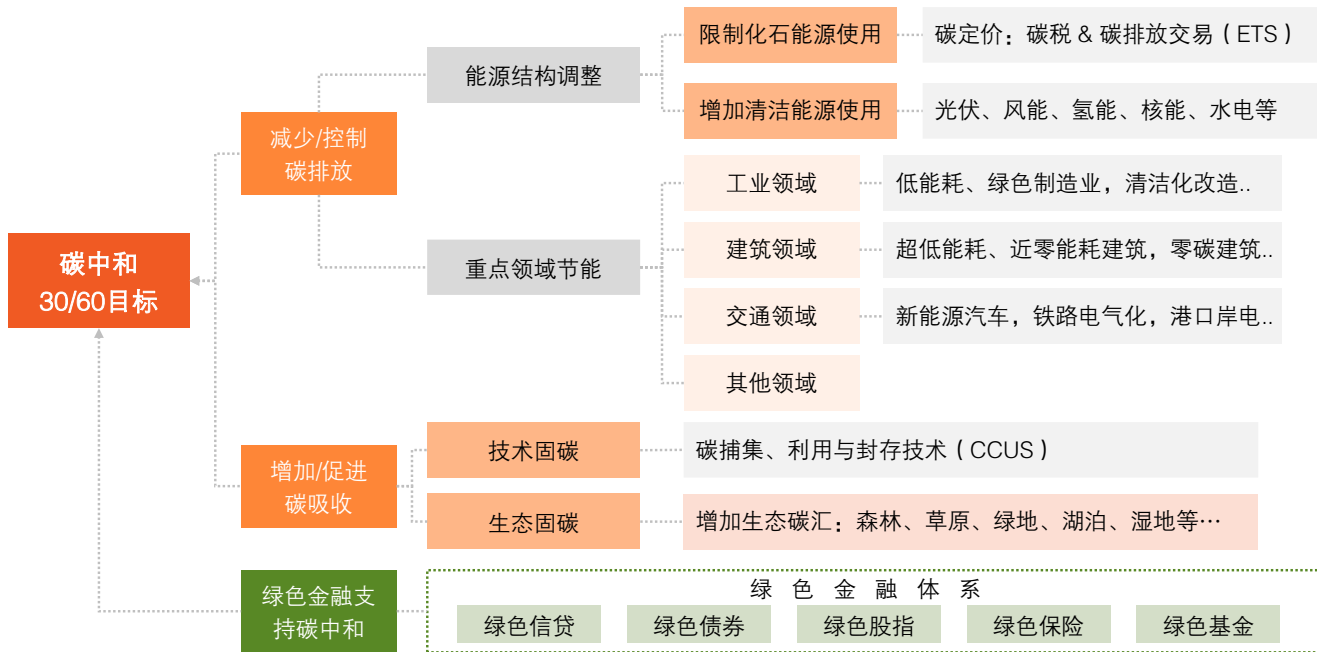 碳中和
30/60目标
减少/控制
碳排放
能源结构调整
限制化石能源使用
碳定价：碳税 & 碳排放交易（ETS）
增加清洁能源使用
光伏、风能、氢能、核能、水电等
重点领域节能
工业领域
低能耗、绿色制造业，清洁化改造..
建筑领域
超低能耗、近零能耗建筑，零碳建筑..
交通领域
新能源汽车，铁路电气化，港口岸电..
其他领域
增加/促进
碳吸收
技术固碳
碳捕集、利用与封存技术（CCUS）
生态固碳
增加生态碳汇：森林、草原、绿地、湖泊、湿地等…
绿色金融支
持碳中和
绿色金融体系
绿色信贷
绿色债券
绿色股指
绿色保险
绿色基金